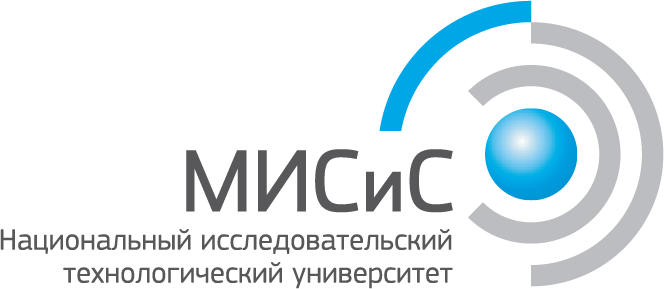 МИСиС
Национальный исследовательский
технологический университет